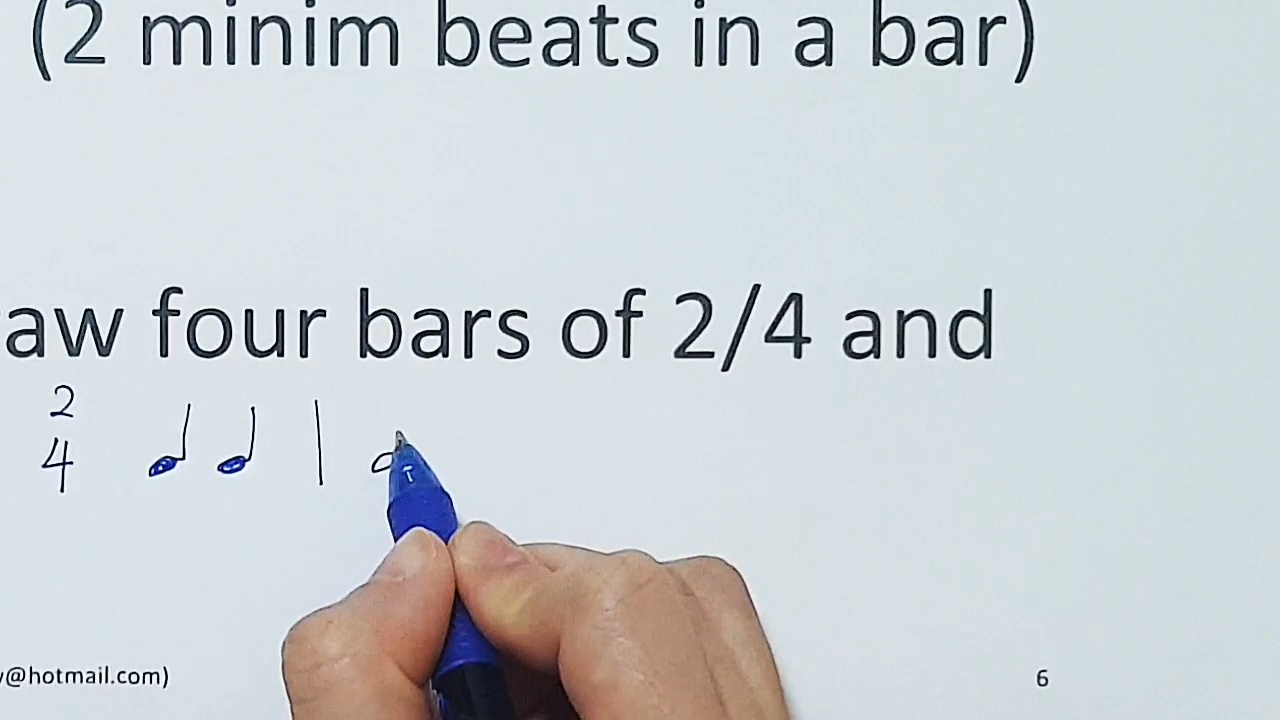 (2 minim beats in a bar)
aw four bars of 2/4 and
2
4
@hotmail.com)
6